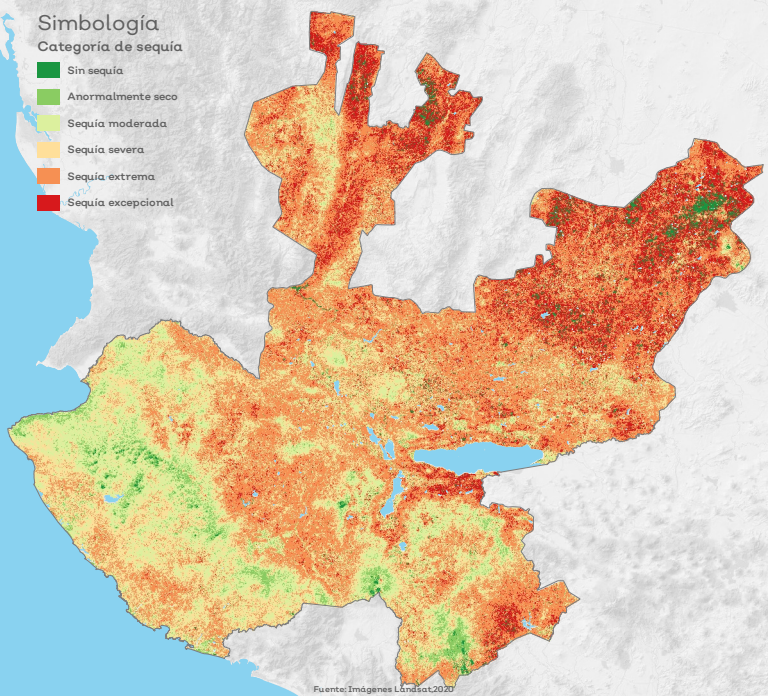 Simbología
Categoría de sequía
Sin sequía
Anormalmente seco
Sequía moderada
Sequía severa
Sequía extrema
Sequía excepcional
Fuente: Imágenes Landsat,2020